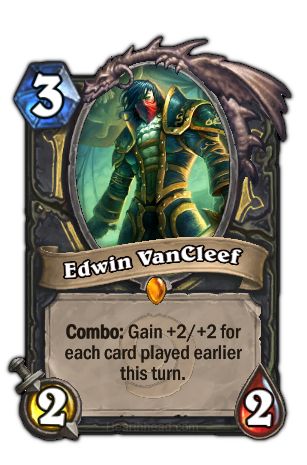 3
Edwin VanCleef
Combo: Gain +2/+2 for
each card played earlier
this turn.
2
2